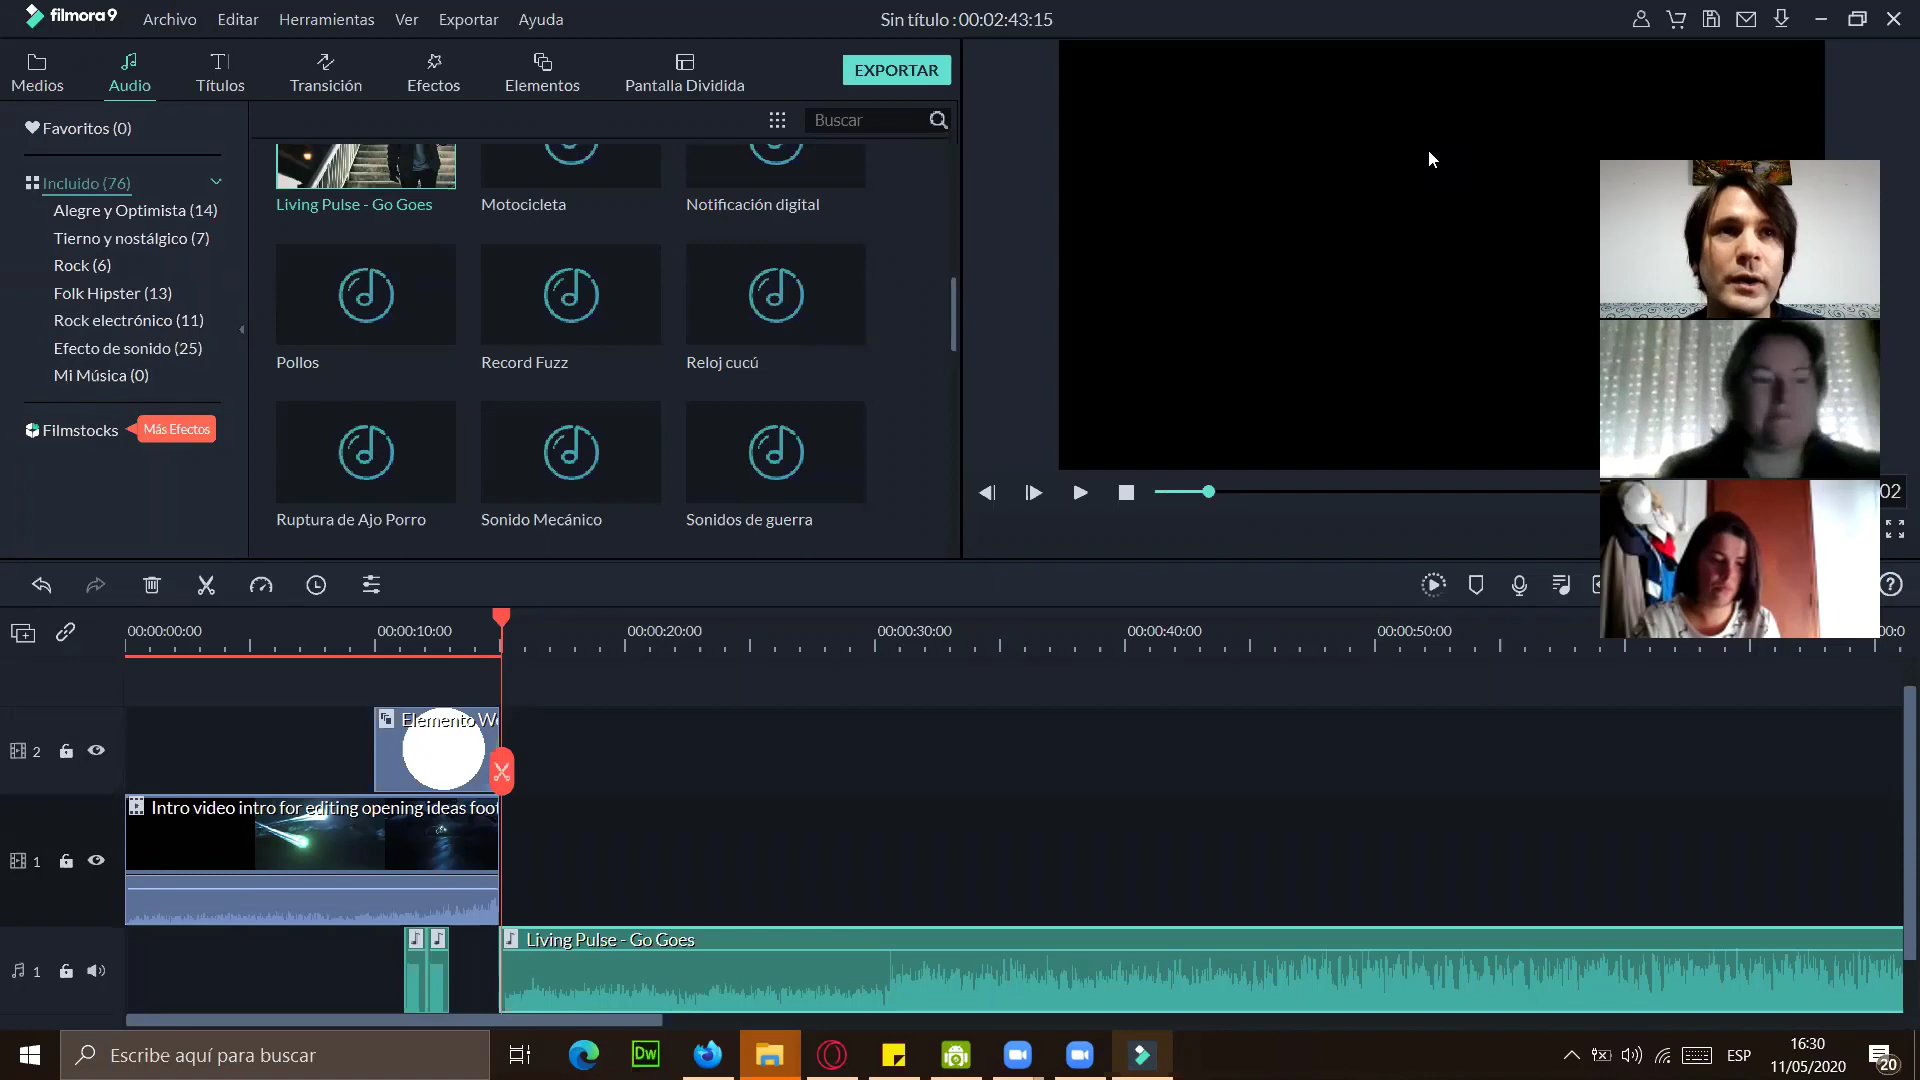 filmora9
Archivo Editar Herramientas Ver Exportar Ayuda
Sin título : 00:02:43:15
Medios Audio Títulos Transición Efectos Elementos Pantalla Dividida
EXPORTAR
Favoritos (0)
Buscar
Incluido (76)
Alegre y Optimista (14)
Tierno y nostálgico (7)
Rock (6)
Folk Hipster (13)
Rock electrónico (11)
Efecto de sonido (25)
Mi Música (0)
Filmstocks
Más Efectos
Living Pulse - Go Goes Motocicleta Notificación digital
Pollos Record Fuzz Reloj cucú
Ruptura de Ajo Porro Sonido Mecánico Sonidos de guerra
02
00:00:00:00 00:00:10:00 00:00:20:00 00:00:30:00 00:00:40:00 00:00:50:00 00:0
2
Elemento We
1
Intro video intro for editing opening ideas foot
1
Living Pulse - Go Goes
Escribe aquí para buscar
Dw
ESP
16:30
11/05/2020
20